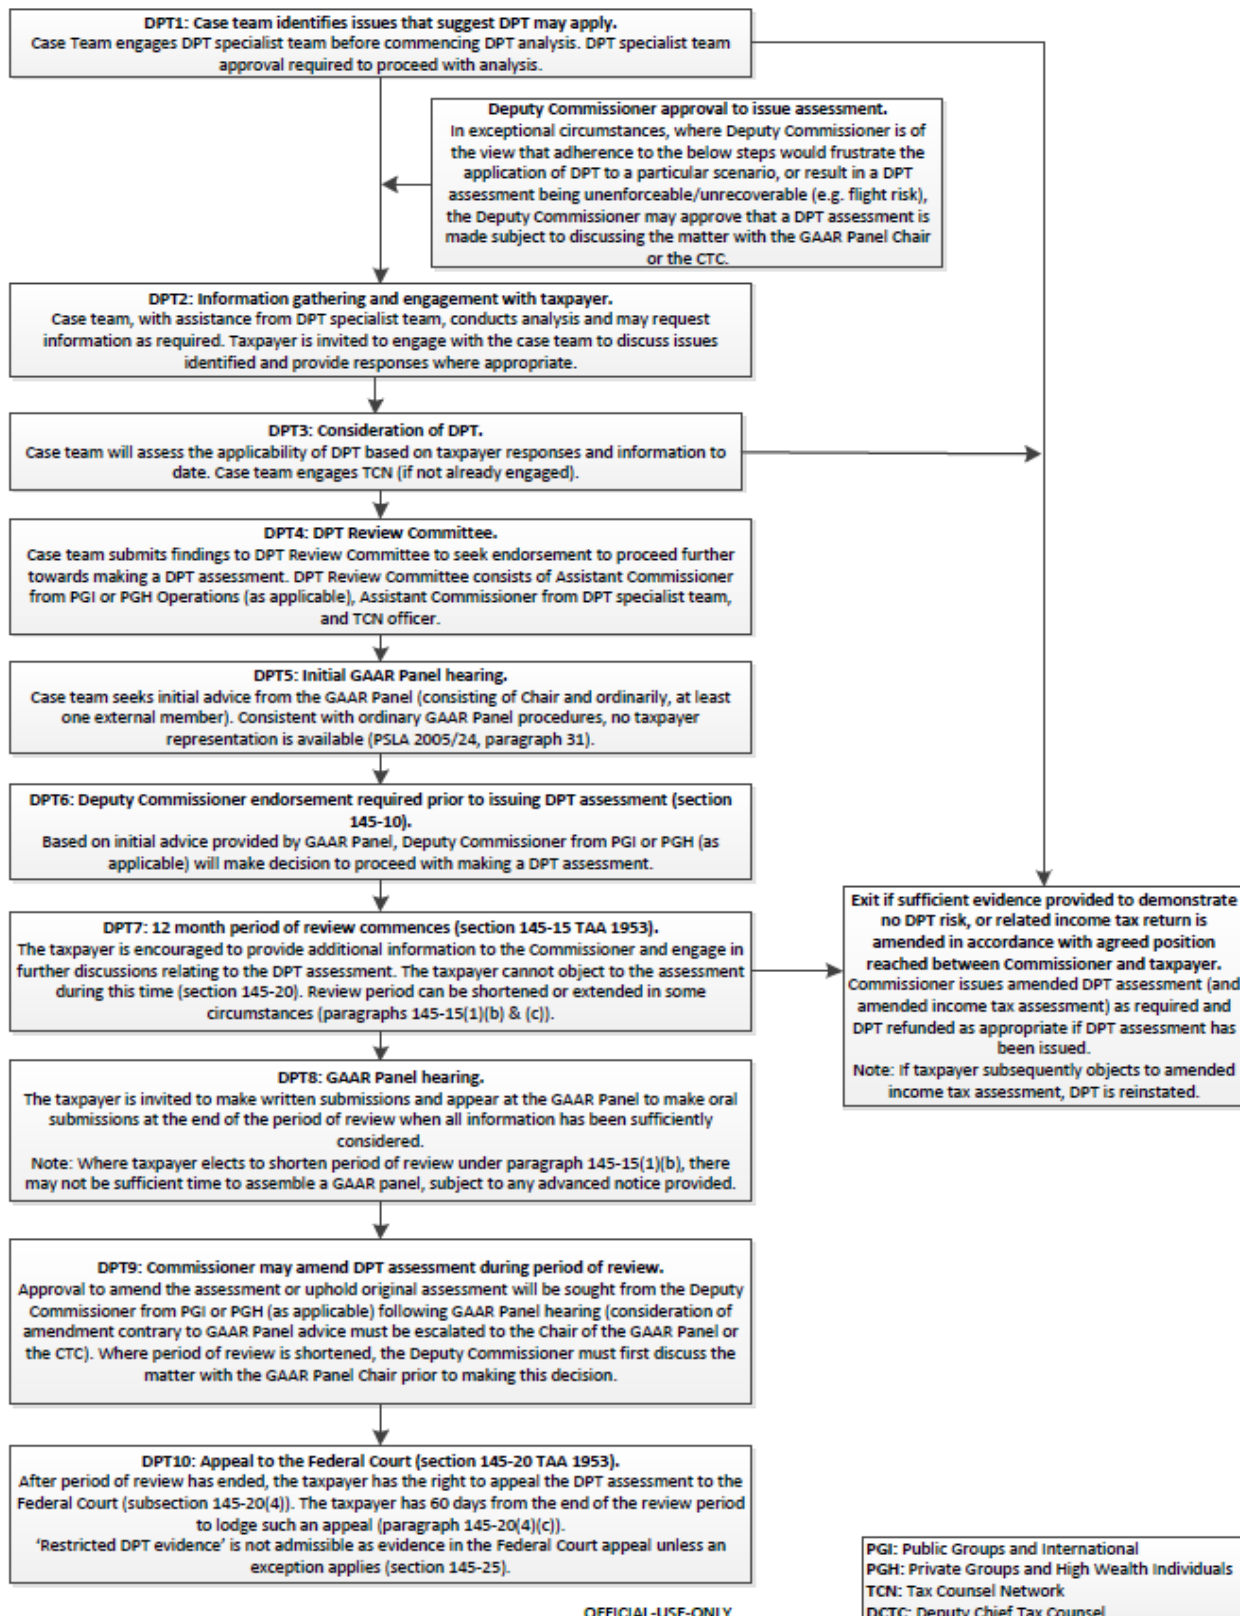 DPT1: Case team identifies issues that suggest DPT may apply.
Case Team engages DPT specialist team before commencing DPT analysis. DPT specialist team
approval required to proceed with analysis.
Deputy Commissioner approval to issue assessment.
In exceptional circumstances, where Deputy Commissioner is of
the view that adherence to the below steps would frustrate the
application of DPT to a particular scenario, or result in a DPT
assessment being unenforceable/unrecoverable (e.g. flight risk),
the Deputy Commissioner may approve that a DPT assessment is
made subject to discussing the matter with the GAAR Panel Chair
or the CTC.
DPT2: Information gathering and engagement with taxpayer.
Case team, with assistance from DPT specialist team, conducts analysis and may request
information as required. Taxpayer is invited to engage with the case team to discuss issues
identified and provide responses where appropriate.
DPT3: Consideration of DPT.
Case team will assess the applicability of DPT based on taxpayer responses and information to
date. Case team engages TCN (if not already engaged).
DPT4: DPT Review Committee.
Case team submits findings to DPT Review Committee to seek endorsement to proceed further
towards making a DPT assessment. DPT Review Committee consists of Assistant Commissioner
from PGI or PGH Operations (as applicable), Assistant Commissioner from DPT specialist team,
and TCN officer.
DPT5: Initial GAAR Panel hearing.
Case team seeks initial advice from the GAAR Panel (consisting of Chair and ordinarily, at least
one external member). Consistent with ordinary GAAR Panel procedures, no taxpayer
representation is available (PSLA 2005/24, paragraph 31).
DPT6: Deputy Commissioner endorsement required prior to issuing DPT assessment (section
145-10).
Based on initial advice provided by GAAR Panel, Deputy Commissioner from PGI or PGH (as
applicable) will make decision to proceed with making a DPT assessment.
DPT7: 12 month period of review commences (section 145-15 TAA 1953).
The taxpayer is encouraged to provide additional information to the Commissioner and engage in
further discussions relating to the DPT assessment. The taxpayer cannot object to the assessment
during this time (section 145-20). Review period can be shortened or extended in some
circumstances (paragraphs 145-15(1)(b) & (c)).
Exit if sufficient evidence provided to demonstrate
no DPT risk, or related income tax return is
amended in accordance with agreed position
reached between Commissioner and taxpayer.
Commissioner issues amended DPT assessment (and
amended income tax assessment) as required and
DPT refunded as appropriate if DPT assessment has
been issued.
Note: If taxpayer subsequently objects to amended
income tax assessment, DPT is reinstated.
DPT8: GAAR Panel hearing.
The taxpayer is invited to make written submissions and appear at the GAAR Panel to make oral
submissions at the end of the period of review when all information has been sufficiently
considered.
Note: Where taxpayer elects to shorten period of review under paragraph 145-15(1)(b), there
may not be sufficient time to assemble a GAAR panel, subject to any advanced notice provided.
DPT9: Commissioner may amend DPT assessment during period of review.
Approval to amend the assessment or uphold original assessment will be sought from the Deputy
Commissioner from PGI or PGH (as applicable) following GAAR Panel hearing (consideration of
amendment contrary to GAAR Panel advice must be escalated to the Chair of the GAAR Panel or
the CTC). Where period of review is shortened, the Deputy Commissioner must first discuss the
matter with the GAAR Panel Chair prior to making this decision.
DPT10: Appeal to the Federal Court (section 145-20 TAA 1953).
After period of review has ended, the taxpayer has the right to appeal the DPT assessment to the
Federal Court (subsection 145-20(4)). The taxpayer has 60 days from the end of the review period
to lodge such an appeal (paragraph 145-20(4)(c)).
'Restricted DPT evidence' is not admissible as evidence in the Federal Court appeal unless an
exception applies (section 145-25).
PGI: Public Groups and International
PGH: Private Groups and High Wealth Individuals
TCN: Tax Counsel Network
DCTC: Deputy Chief Tax Counsel
OFFICIAL-USE-ONLY